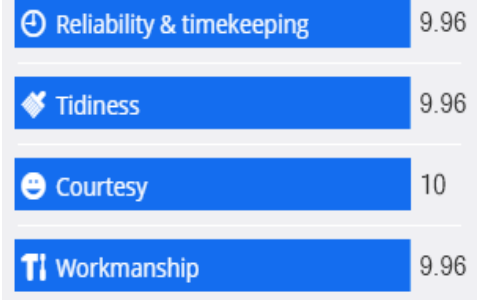 Reliability & timekeeping 9.96
Tidiness 9.96
Courtesy 10
Workmanship 9.96